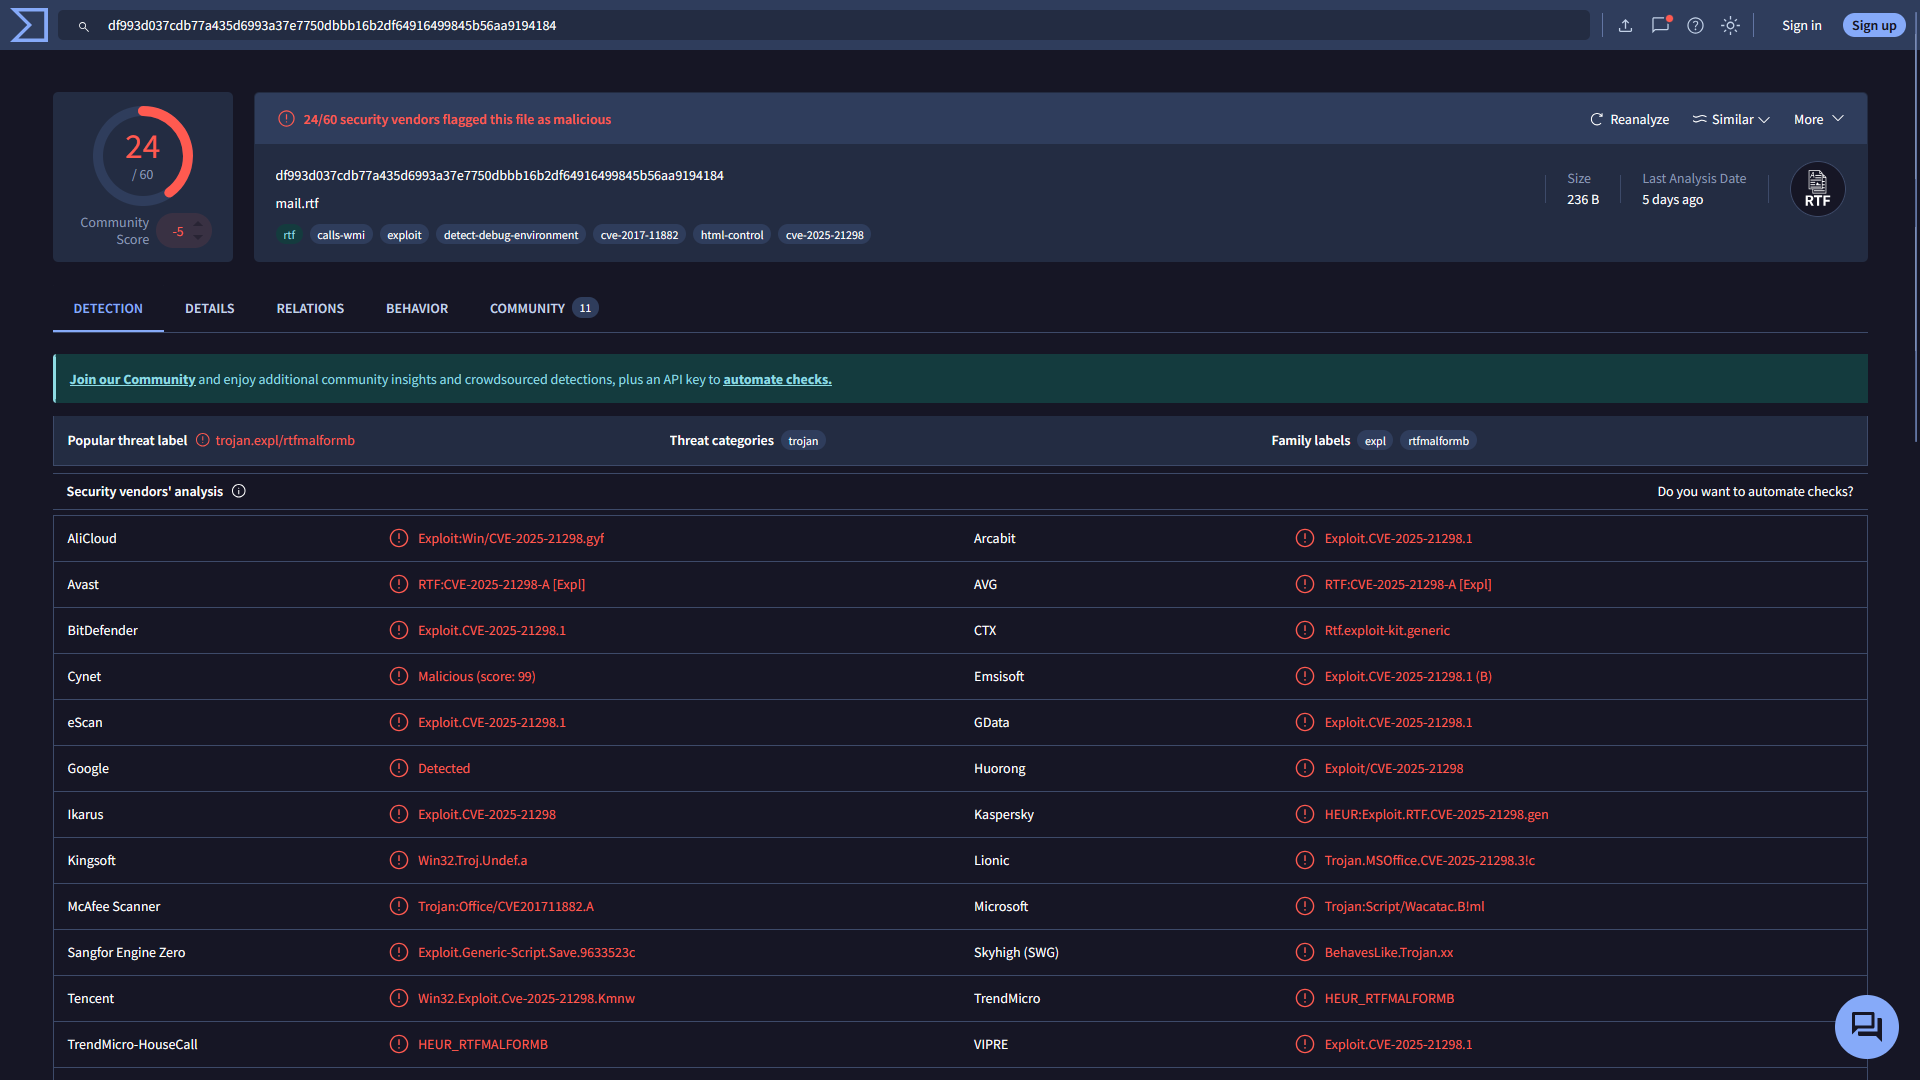 df993d037cdb77a435d6993a37e7750dbbb16b2df64916499845b56aa9194184
Sign in
Sign up
24
/ 60
Community Score
-5
24/60 security vendors flagged this file as malicious
Reanalyze
Similar
More
df993d037cdb77a435d6993a37e7750dbbb16b2df64916499845b56aa9194184
mail.rtf
rtf calls-wmi exploit detect-debug-environment cve-2017-11882 html-control cve-2025-21298
Size
236 B
Last Analysis Date
5 days ago
RTF
DETECTION DETAILS RELATIONS BEHAVIOR COMMUNITY 11
Join our Community and enjoy additional community insights and crowdsourced detections, plus an API key to automate checks.
Popular threat label trojan.expl/rtfmalformb Threat categories trojan Family labels expl rtfmalformb
Security vendors' analysis Do you want to automate checks?
AliCloud Exploit:Win/CVE-2025-21298.gyf Arcabit Exploit.CVE-2025-21298.1
Avast RTF:CVE-2025-21298-A [Expl] AVG RTF:CVE-2025-21298-A [Expl]
BitDefender Exploit.CVE-2025-21298.1 CTX Rtf.exploit-kit.generic
Cynet Malicious (score: 99) Emsisoft Exploit.CVE-2025-21298.1 (B)
eScan Exploit.CVE-2025-21298.1 GData Exploit.CVE-2025-21298.1
Google Detected Huorong Exploit/CVE-2025-21298
Ikarus Exploit.CVE-2025-21298 Kaspersky HEUR:Exploit.RTF.CVE-2025-21298.gen
Kingsoft Win32.Troj.Undef.a Lionic Trojan.MSOffice.CVE-2025-21298.3!c
McAfee Scanner Trojan:Office/CVE201711882.A Microsoft Trojan:Script/Wacatac.B!ml
Sangfor Engine Zero Exploit.Generic-Script.Save.9633523c Skyhigh (SWG) BehavesLike.Trojan.xx
Tencent Win32.Exploit.Cve-2025-21298.Kmnw TrendMicro HEUR_RTFMALFORMB
TrendMicro-HouseCall HEUR_RTFMALFORMB VIPRE Exploit.CVE-2025-21298.1